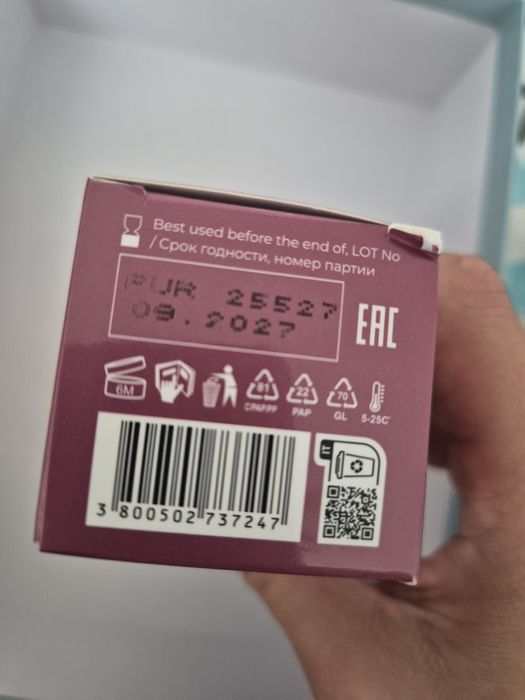 Best used before the end of, LOT No
/ Срок годности, номер партии
PUR 25527
09.2027
EAC
6M
81
C/PAP
22
PAP
70
GL
5-25C°
IT
3 800502 737247